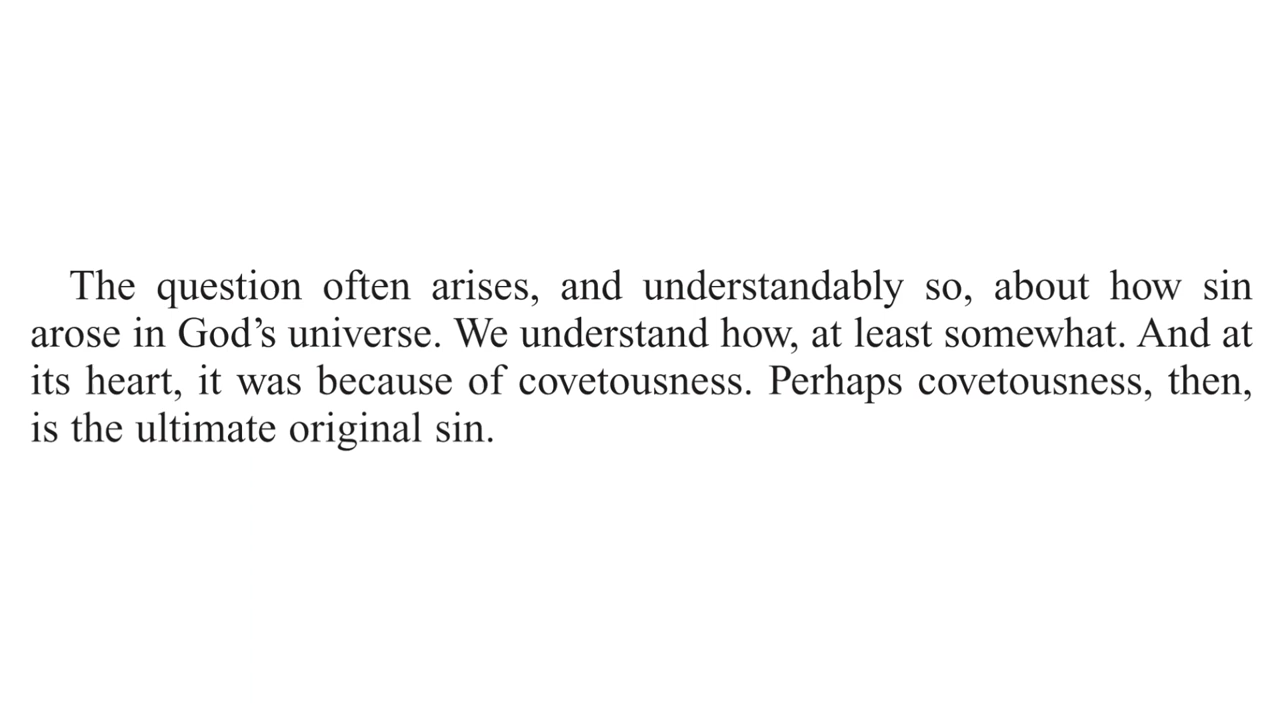 The question often arises, and understandably so, about how sin
arose in God’s universe. We understand how, at least somewhat. And at
its heart, it was because of covetousness. Perhaps covetousness, then,
is the ultimate original sin.